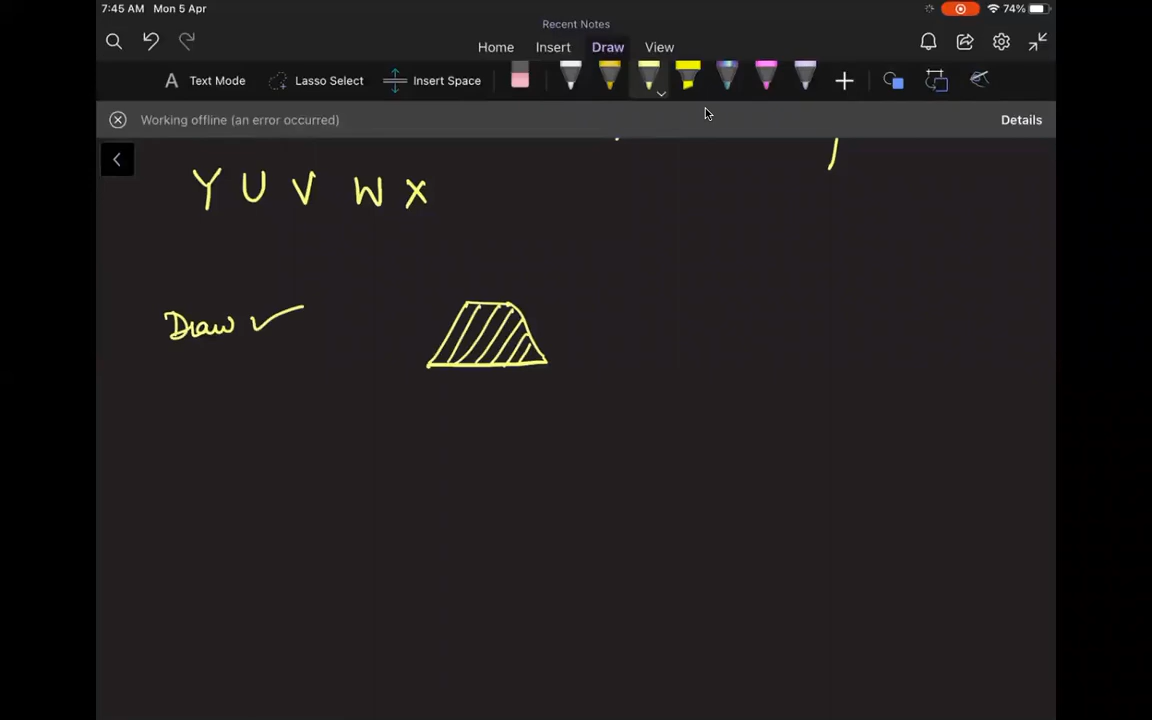 7:45 AM Mon 5 Apr
74%
Recent Notes
Home Insert Draw View
A Text Mode Lasso Select Insert Space
Working offline (an error occurred) Details
Y U V W X
Draw ✓